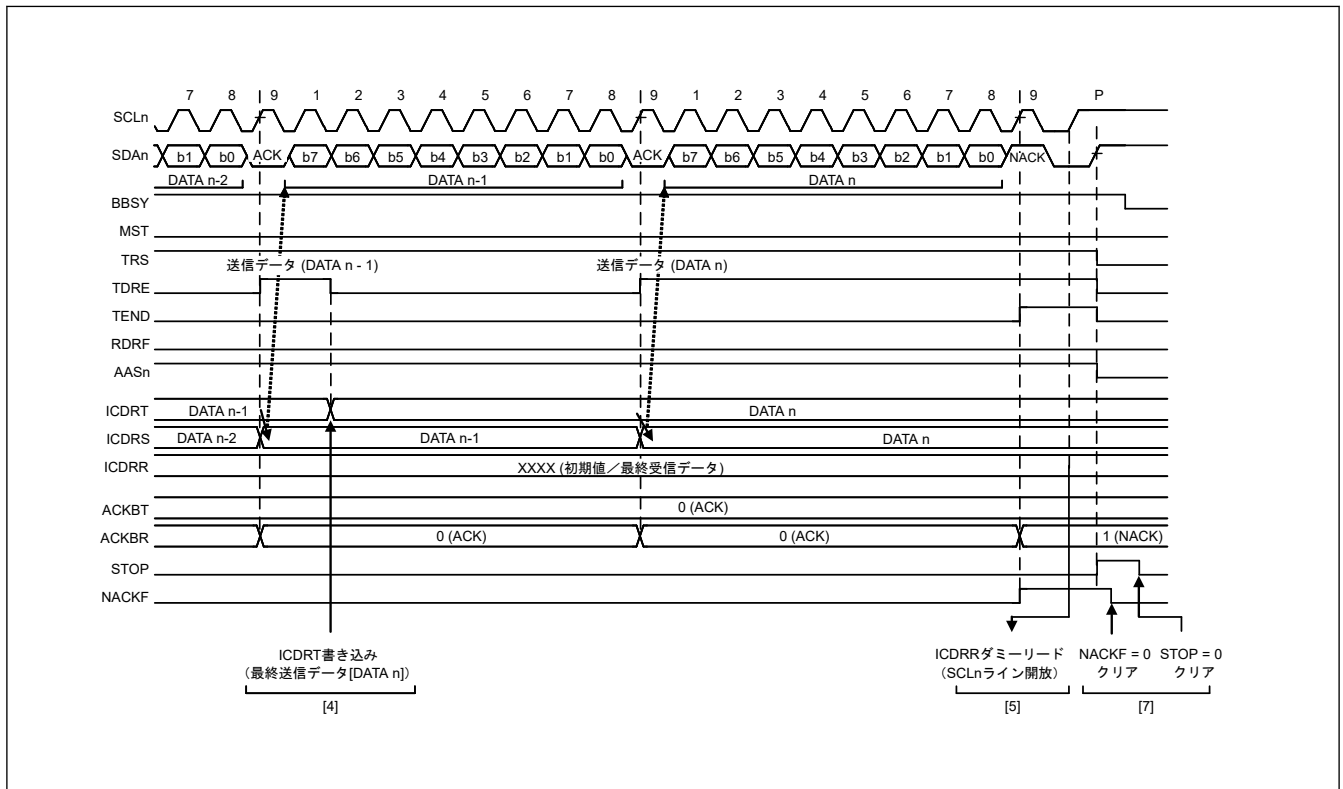 7 8 9 1 2 3 4 5 6 7 8 9 1 2 3 4 5 6 7 8 9 P
SCLn
SDAn b1 b0 ACK b7 b6 b5 b4 b3 b2 b1 b0 ACK b7 b6 b5 b4 b3 b2 b1 b0 NACK
DATA n-2 DATA n-1 DATA n
BBSY
MST
TRS
送信データ (DATA n - 1) 送信データ (DATA n)
TDRE
TEND
RDRF
AASn
ICDRT DATA n-1 DATA n
ICDRS DATA n-2 DATA n-1 DATA n
ICDRR XXXX (初期値／最終受信データ)
ACKBT 0 (ACK)
ACKBR 0 (ACK) 0 (ACK) 1 (NACK)
STOP
NACKF
ICDRT書き込み
（最終送信データ[DATA n]）
[4]
ICDRRダミーリード
（SCLnライン開放）
[5]
NACKF = 0
クリア
STOP = 0
クリア
[7]